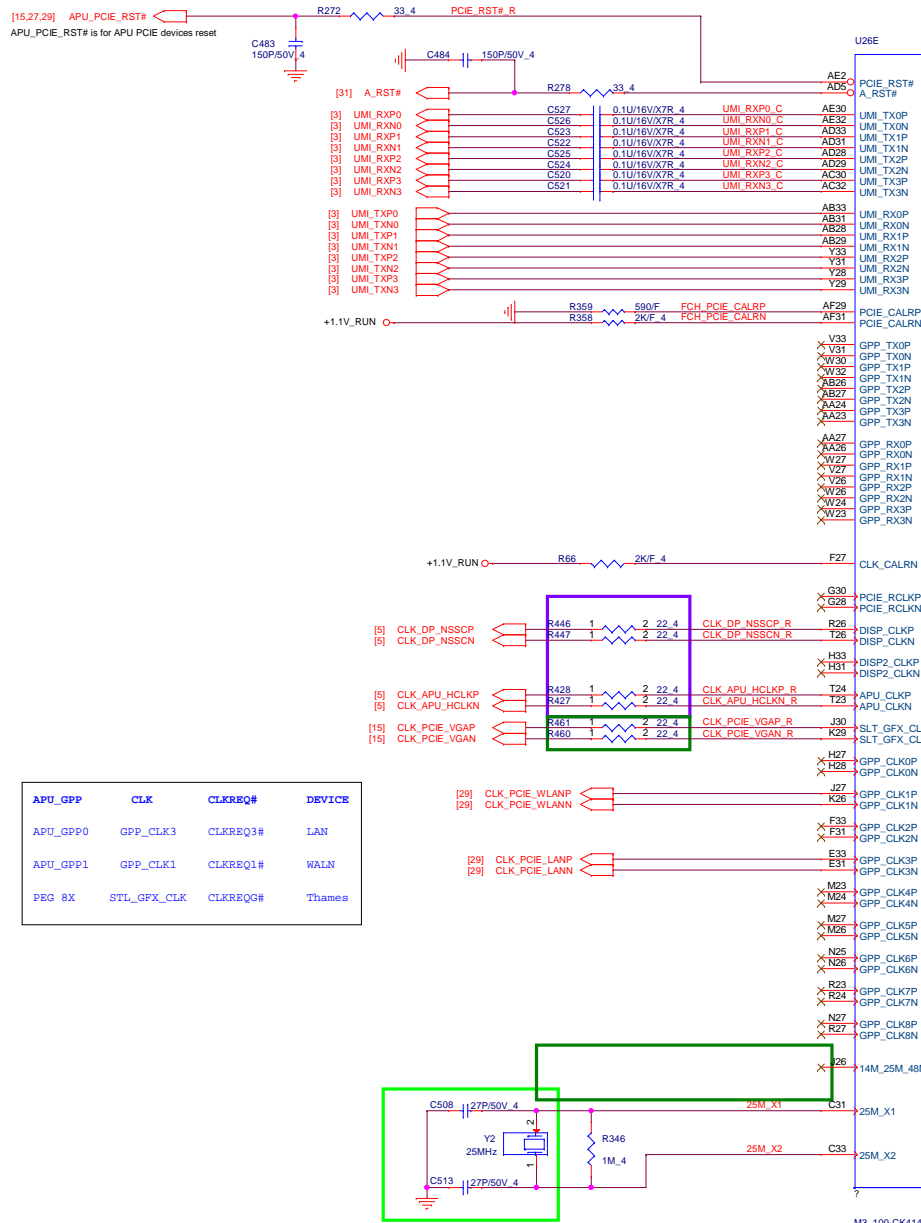 [15,27,29] APU_PCIE_RST# R272 33_4 PCIE_RST#_R
APU_PCIE_RST# is for APU PCIE devices reset
C483
150P/50V_4
U26E
C484 150P/50V_4
AE2 PCIE_RST#
[31] A_RST# R278 33_4 AD5 A_RST#
[3] UMI_RXP0 C527 0.1U/16V/X7R_4 UMI_RXP0_C AE30 UMI_TX0P
[3] UMI_RXN0 C526 0.1U/16V/X7R_4 UMI_RXN0_C AE32 UMI_TX0N
[3] UMI_RXP1 C523 0.1U/16V/X7R_4 UMI_RXP1_C AD33 UMI_TX1P
[3] UMI_RXN1 C522 0.1U/16V/X7R_4 UMI_RXN1_C AD31 UMI_TX1N
[3] UMI_RXP2 C525 0.1U/16V/X7R_4 UMI_RXP2_C AD28 UMI_TX2P
[3] UMI_RXN2 C524 0.1U/16V/X7R_4 UMI_RXN2_C AD29 UMI_TX2N
[3] UMI_RXP3 C520 0.1U/16V/X7R_4 UMI_RXP3_C AC30 UMI_TX3P
[3] UMI_RXN3 C521 0.1U/16V/X7R_4 UMI_RXN3_C AC32 UMI_TX3N
[3] UMI_TXP0 AB33 UMI_RX0P
[3] UMI_TXN0 AB31 UMI_RX0N
[3] UMI_TXP1 AB28 UMI_RX1P
[3] UMI_TXN1 AB29 UMI_RX1N
[3] UMI_TXP2 Y33 UMI_RX2P
[3] UMI_TXN2 Y31 UMI_RX2N
[3] UMI_TXP3 Y28 UMI_RX3P
[3] UMI_TXN3 Y29 UMI_RX3N
R359 590/F FCH_PCIE_CALRP AF29 PCIE_CALRP
+1.1V_RUN R358 2K/F_4 FCH_PCIE_CALRN AF31 PCIE_CALRN
V33 GPP_TX0P
V31 GPP_TX0N
W30 GPP_TX1P
W32 GPP_TX1N
AB26 GPP_TX2P
AB27 GPP_TX2N
AA24 GPP_TX3P
AA23 GPP_TX3N
AA27 GPP_RX0P
AA26 GPP_RX0N
W27 GPP_RX1P
V27 GPP_RX1N
V26 GPP_RX2P
W26 GPP_RX2N
W24 GPP_RX3P
W23 GPP_RX3N
+1.1V_RUN R66 2K/F_4 F27 CLK_CALRN
G30 PCIE_RCLKP
G28 PCIE_RCLKN
[5] CLK_DP_NSSCP R446 1 2 22_4 CLK_DP_NSSCP_R R26 DISP_CLKP
[5] CLK_DP_NSSCN R447 1 2 22_4 CLK_DP_NSSCN_R T26 DISP_CLKN
H33 DISP2_CLKP
H31 DISP2_CLKN
[5] CLK_APU_HCLKP R428 1 2 22_4 CLK_APU_HCLKP_R T24 APU_CLKP
[5] CLK_APU_HCLKN R427 1 2 22_4 CLK_APU_HCLKN_R T23 APU_CLKN
[15] CLK_PCIE_VGAP R461 1 2 22_4 CLK_PCIE_VGAP_R J30 SLT_GFX_CL
[15] CLK_PCIE_VGAN R460 1 2 22_4 CLK_PCIE_VGAN_R K29 SLT_GFX_CL
H27 GPP_CLK0P
H28 GPP_CLK0N
[29] CLK_PCIE_WLANP J27 GPP_CLK1P
[29] CLK_PCIE_WLANN K26 GPP_CLK1N
F33 GPP_CLK2P
F31 GPP_CLK2N
[29] CLK_PCIE_LANP E33 GPP_CLK3P
[29] CLK_PCIE_LANN E31 GPP_CLK3N
M23 GPP_CLK4P
M24 GPP_CLK4N
M27 GPP_CLK5P
M26 GPP_CLK5N
N25 GPP_CLK6P
N26 GPP_CLK6N
R23 GPP_CLK7P
R24 GPP_CLK7N
N27 GPP_CLK8P
R27 GPP_CLK8N
J26 14M_25M_48
APU_GPP CLK CLKREQ# DEVICE
APU_GPP0 GPP_CLK3 CLKREQ3# LAN
APU_GPP1 GPP_CLK1 CLKREQ1# WALN
PEG 8X STL_GFX_CLK CLKREQG# Thames
C508 27P/50V_4 25M_X1 C31 25M_X1
2
Y2
25MHz
1
R346
1M_4
25M_X2 C33 25M_X2
C513 27P/50V_4
?